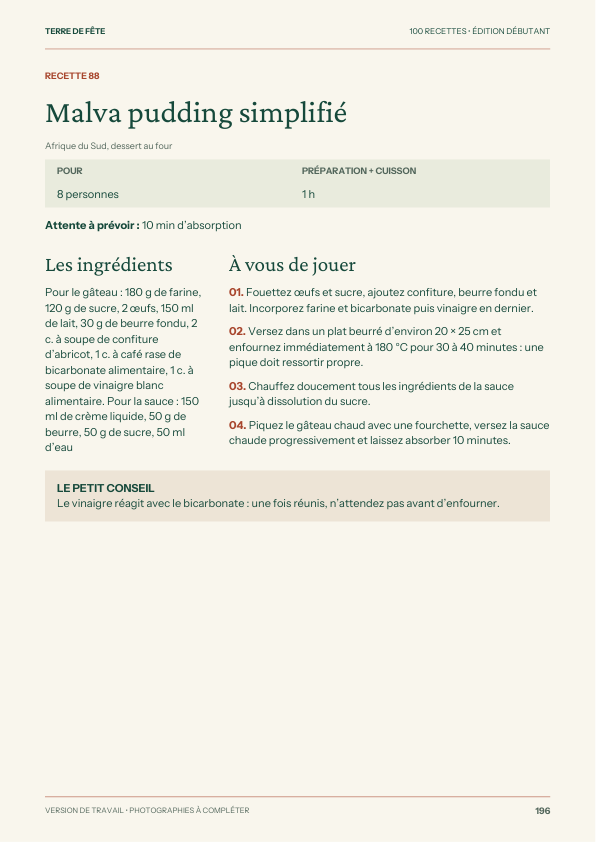 TERRE DE FÊTE
100 RECETTES · ÉDITION DÉBUTANT
RECETTE 88
Malva pudding simplifié
Afrique du Sud, dessert au four
POUR
PRÉPARATION + CUISSON
8 personnes
1 h
Attente à prévoir : 10 min d’absorption
Les ingrédients
Pour le gâteau : 180 g de farine,
120 g de sucre, 2 œufs, 150 ml
de lait, 30 g de beurre fondu, 2
c. à soupe de confiture
d’abricot, 1 c. à café rase de
bicarbonate alimentaire, 1 c. à
soupe de vinaigre blanc
alimentaire. Pour la sauce : 150
ml de crème liquide, 50 g de
beurre, 50 g de sucre, 50 ml
d’eau
À vous de jouer
01. Fouettez œufs et sucre, ajoutez confiture, beurre fondu et
lait. Incorporez farine et bicarbonate puis vinaigre en dernier.
02. Versez dans un plat beurré d’environ 20 × 25 cm et
enfournez immédiatement à 180 °C pour 30 à 40 minutes : une
pique doit ressortir propre.
03. Chauffez doucement tous les ingrédients de la sauce
jusqu’à dissolution du sucre.
04. Piquez le gâteau chaud avec une fourchette, versez la sauce
chaude progressivement et laissez absorber 10 minutes.
LE PETIT CONSEIL
Le vinaigre réagit avec le bicarbonate : une fois réunis, n’attendez pas avant d’enfourner.
VERSION DE TRAVAIL · PHOTOGRAPHIES À COMPLÉTER
196